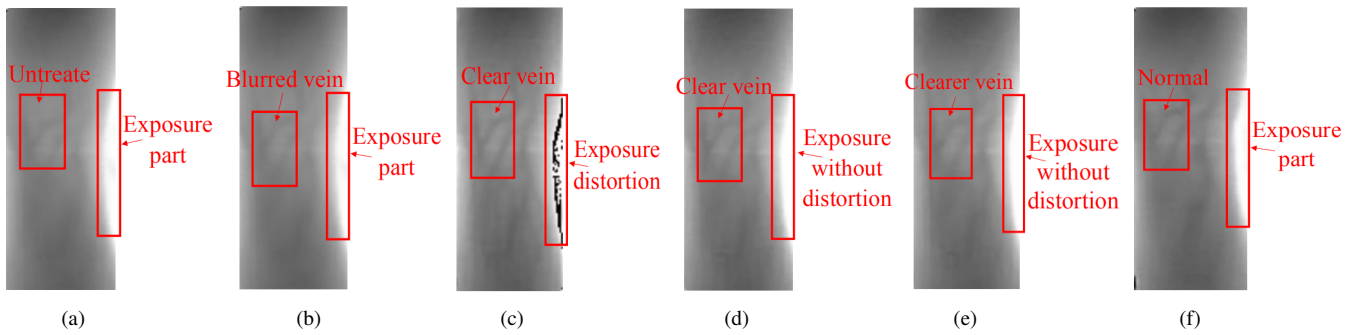 Untreate
Exposure
part
(a)
Blurred vein
Exposure
part
(b)
Clear vein
Exposure
distortion
(c)
Clear vein
Exposure
without
distortion
(d)
Clearer vein
Exposure
without
distortion
(e)
Normal
Exposure
part
(f)